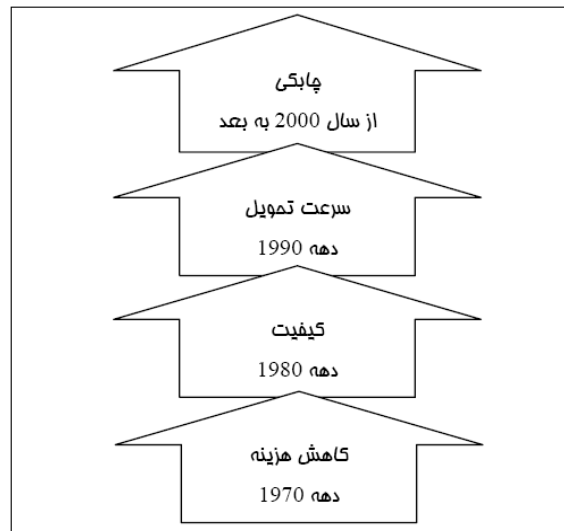 چابکی
از سال 2000 به بعد
سرعت تحویل
دهه 1990
کیفیت
دهه 1980
کاهش هزینه
دهه 1970